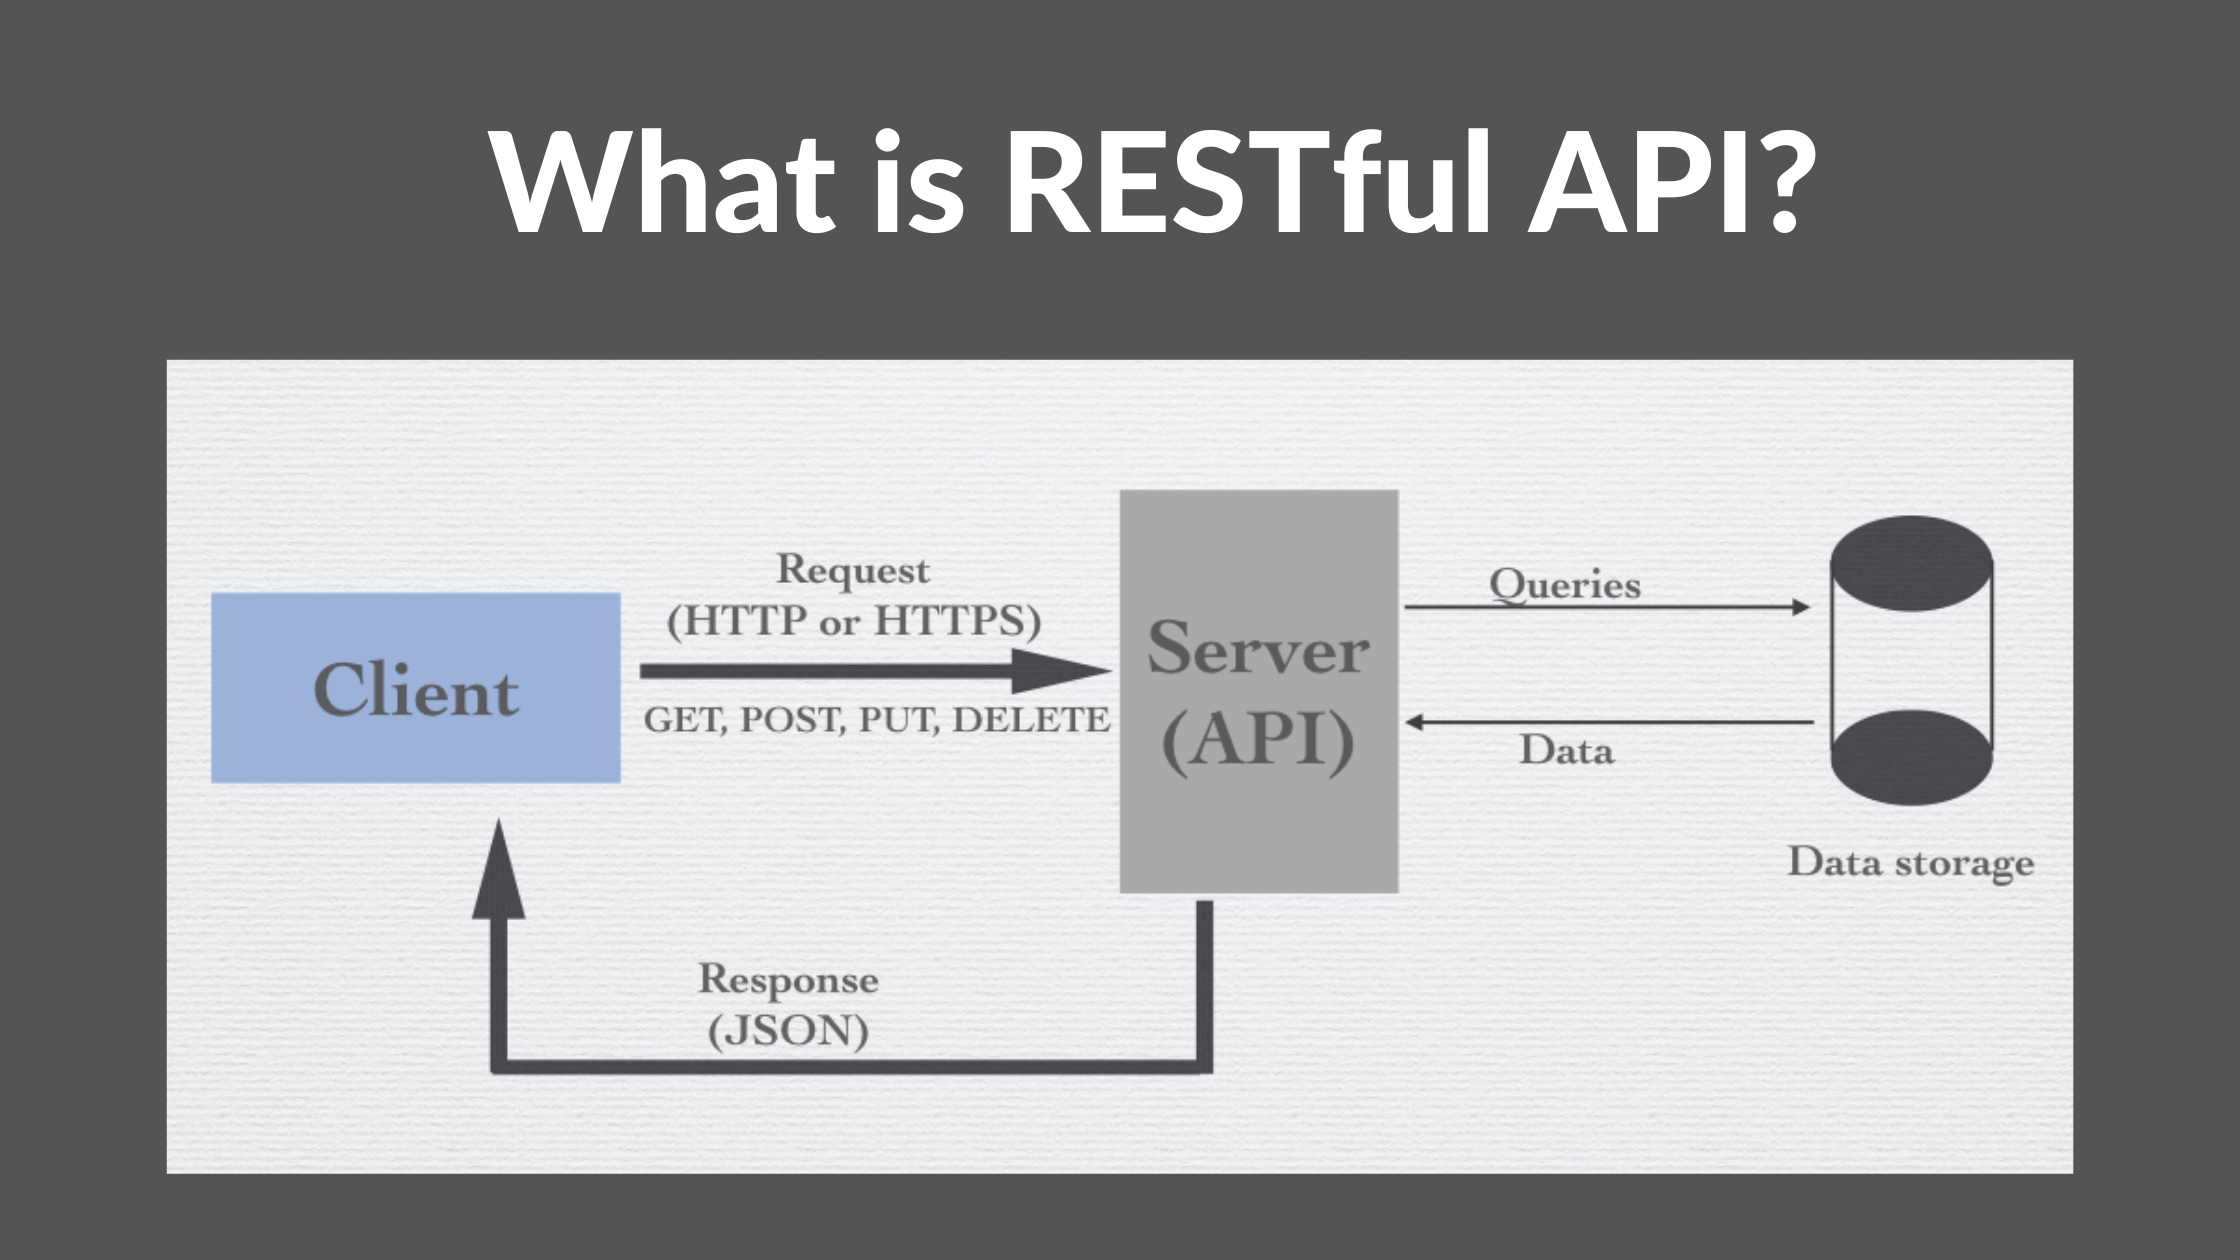 What is RESTful API?
Request
(HTTP or HTTPS)
Client
GET, POST, PUT, DELETE
Server
(API)
Queries
Data
Data storage
Response
(JSON)